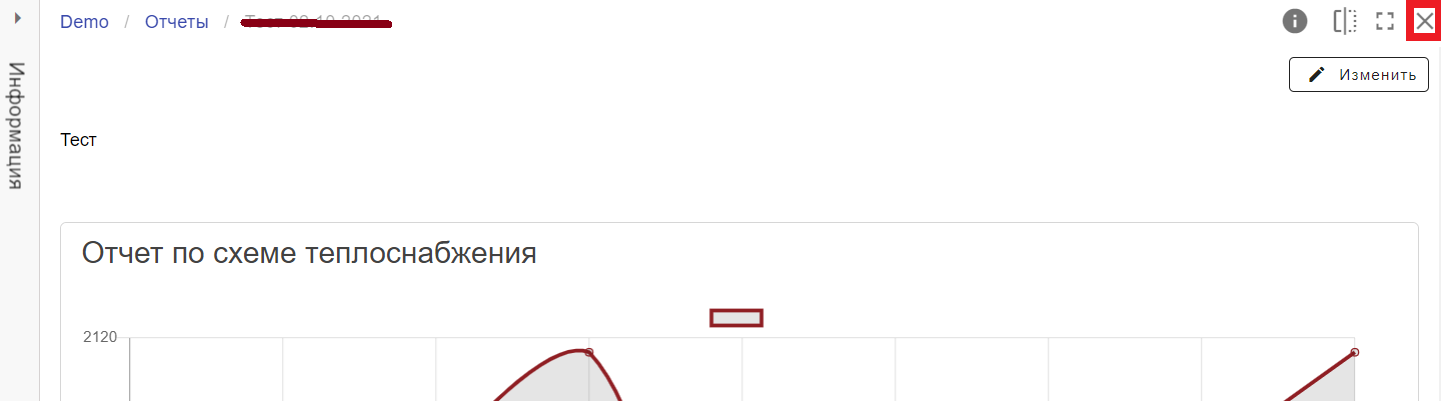 Demo / Отчеты /
Изменить
Информация
Тест
Отчет по схеме теплоснабжения
2120